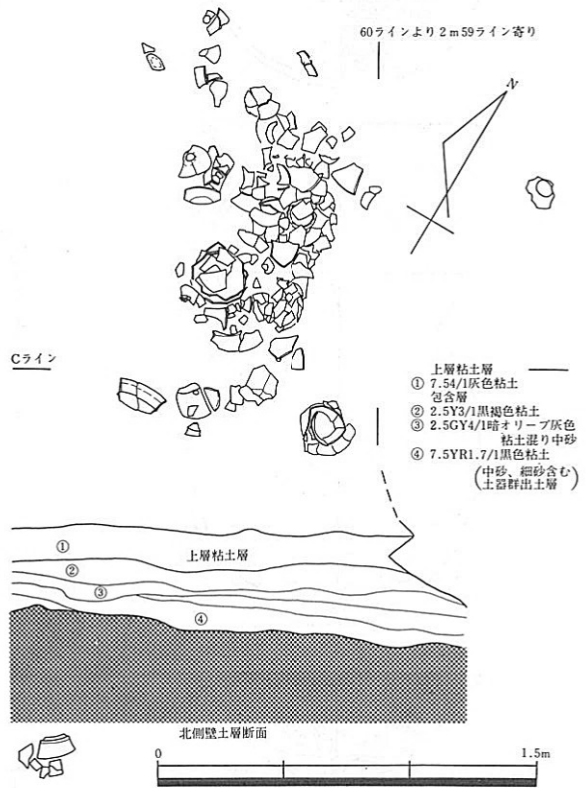 60ラインより2m59ライン寄り
N
Cライン
上層粘土層
① 7.54/1灰色粘土
包含層
② 2.5Y3/1黒褐色粘土
③ 2.5GY4/1暗オリーブ灰色
粘土混り中砂
④ 7.5YR1.7/1黒色粘土
(中砂、細砂含む
土器群出土層)
①
上層粘土層
②
③
④
北側壁土層断面
0
1.5m